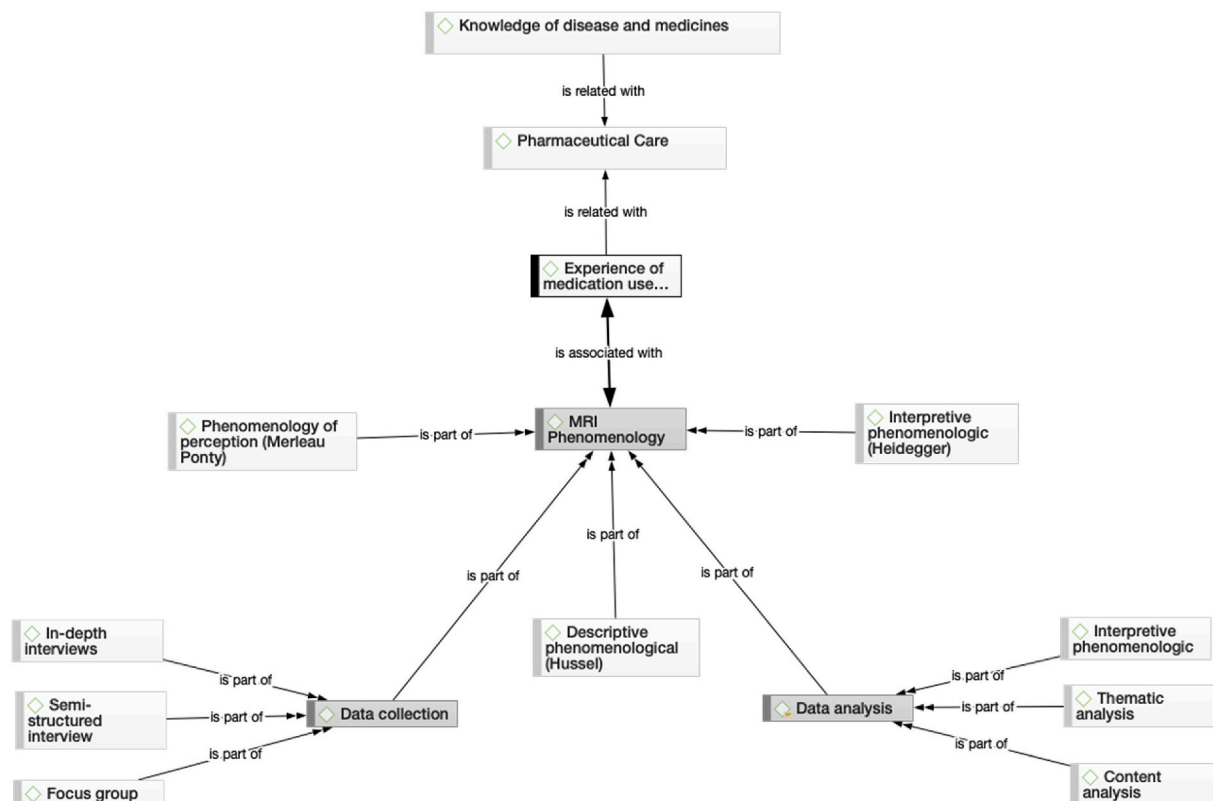 Knowledge of disease and medicines
is related with
Pharmaceutical Care
is related with
Experience of
medication use...
is associated with
Phenomenology of
perception (Merleau
Ponty)
is part of
MRI
Phenomenology
is part of
Interpretive
phenomenologic
(Heidegger)
is part of
is part of
is part of
In-depth
interviews
is part of
Semi-
structured
interview
is part of
Focus group
is part of
Data collection
Descriptive
phenomenological
(Hussel)
Data analysis
is part of
Interpretive
phenomenologic
is part of
Thematic
analysis
is part of
Content
analysis